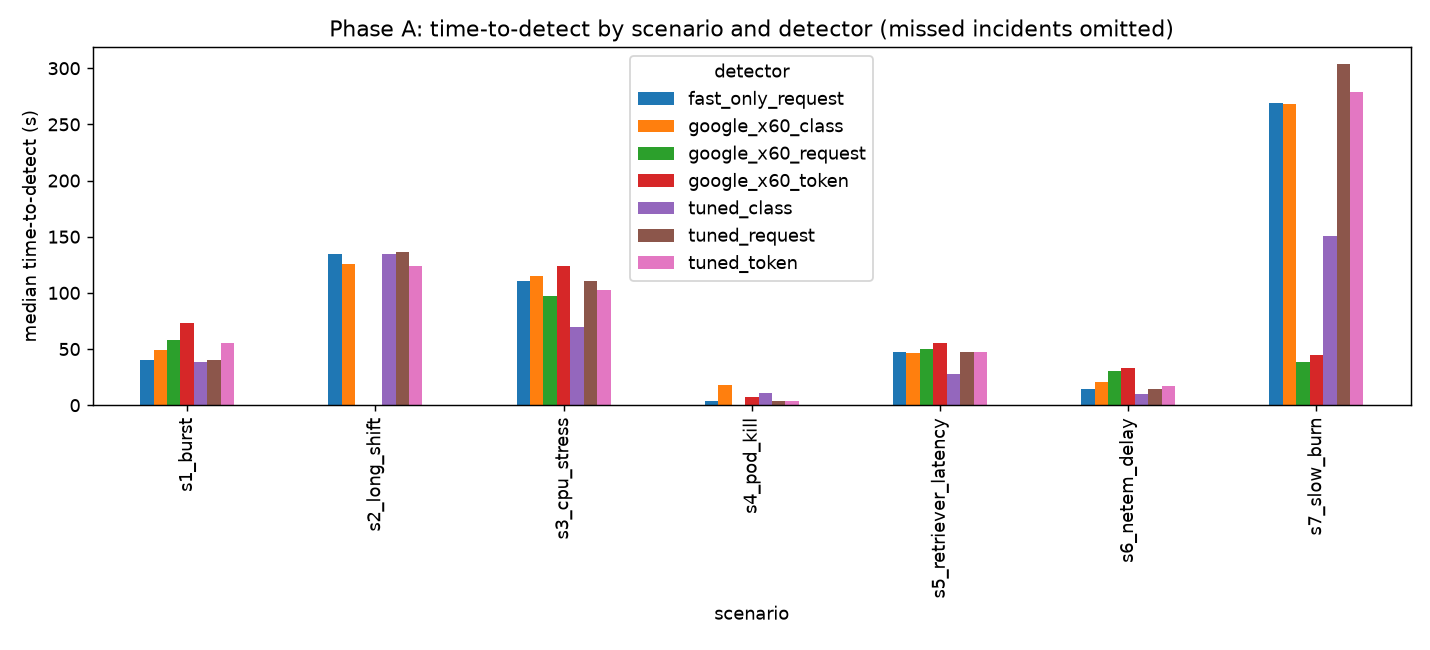 Phase A: time-to-detect by scenario and detector (missed incidents omitted)
median time-to-detect (s)
300
250
200
150
100
50
0
detector
fast_only_request
google_x60_class
google_x60_request
google_x60_token
tuned_class
tuned_request
tuned_token
s1_burst
s2_long_shift
s3_cpu_stress
s4_pod_kill
s5_retriever_latency
s6_netem_delay
s7_slow_burn
scenario